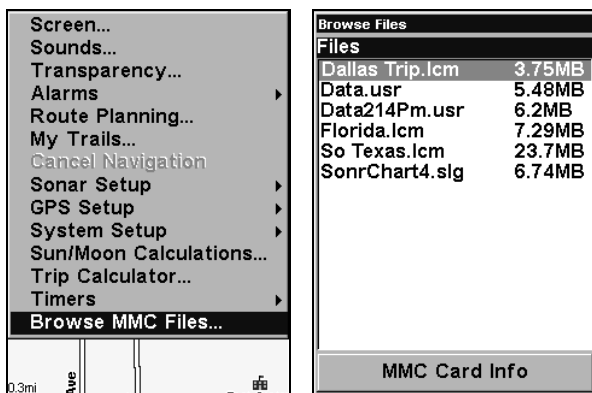 Screen...
Sounds...
Transparency...
Alarms
Route Planning...
My Trails...
Cancel Navigation
Sonar Setup
GPS Setup
System Setup
Sun/Moon Calculations...
Trip Calculator...
Timers
Browse MMC Files...
0.3mi
Ave
Browse Files
Files
Dallas Trip.lcm 3.75MB
Data.usr 5.48MB
Data214Pm.usr 6.2MB
Florida.lcm 7.29MB
So Texas.lcm 23.7MB
SonrChart4.slg 6.74MB
MMC Card Info